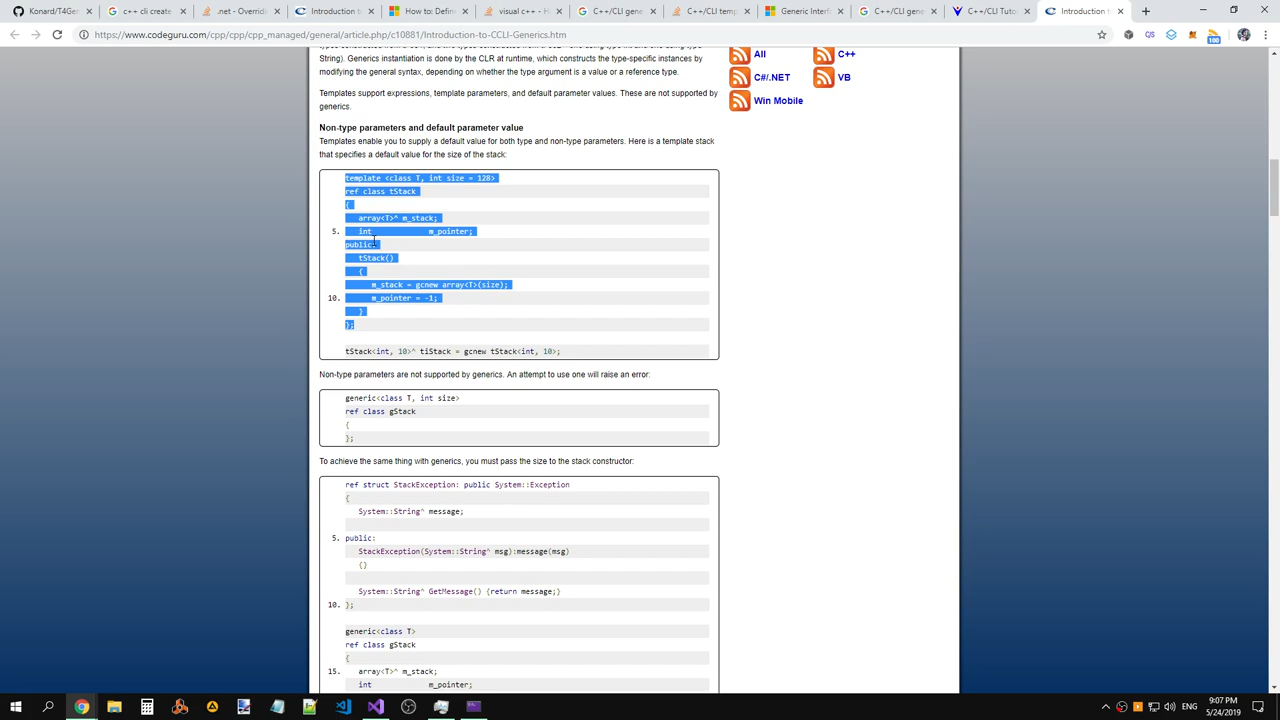 Konard/T4Gen
c++ cli create
.net - Override
Introduction t
How to: Defin
visual c++ - H
C++/CLI gene
C++/CLI temp
Generic Interf
C++/CLI gene
C++/CLI Tuto
Introduction to
https://www.codeguru.com/cpp/cpp/cpp_managed/general/article.php/c10881/Introduction-to-CCLI-Generics.htm
100
String). Generics instantiation is done by the CLR at runtime, which constructs the type-specific instances by
modifying the general syntax, depending on whether the type argument is a value or a reference type.
Templates support expressions, template parameters, and default parameter values. These are not supported by
generics.
Non-type parameters and default parameter value
Templates enable you to supply a default value for both type and non-type parameters. Here is a template stack
that specifies a default value for the size of the stack:
template <class T, int size = 128>
ref class tStack
{
array<T>^ m_stack;
5. int m_pointer;
public:
tStack()
{
m_stack = gcnew array<T>(size);
10. m_pointer = -1;
}
};
tStack<int, 10>^ tiStack = gcnew tStack<int, 10>;
Non-type parameters are not supported by generics. An attempt to use one will raise an error:
generic<class T, int size>
ref class gStack
{
};
To achieve the same thing with generics, you must pass the size to the stack constructor:
ref struct StackException: public System::Exception
{
System::String^ message;
5. public:
StackException(System::String^ msg):message(msg)
{}
System::String^ GetMessage() {return message;}
10. };
generic<class T>
ref class gStack
{
15. array<T>^ m_stack;
int m_pointer;
All
C++
C#/.NET
VB
Win Mobile
ENG
9:07 PM
5/24/2019